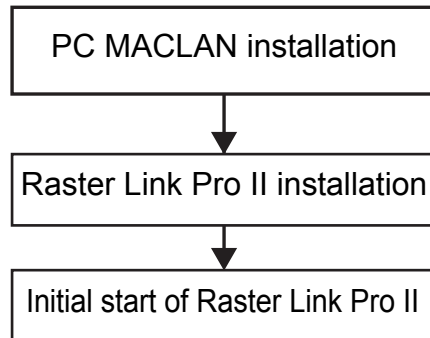 PC MACLAN installation
Raster Link Pro II installation
Initial start of Raster Link Pro II